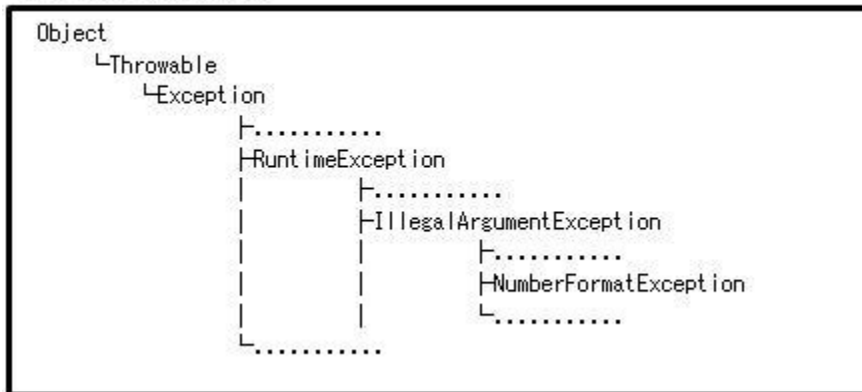 Object
└Throwable
└Exception
├...........
├RuntimeException
│ ├...........
│ ├IllegalArgumentException
│ │ ├...........
│ │ ├NumberFormatException
│ │ └...........
└...........